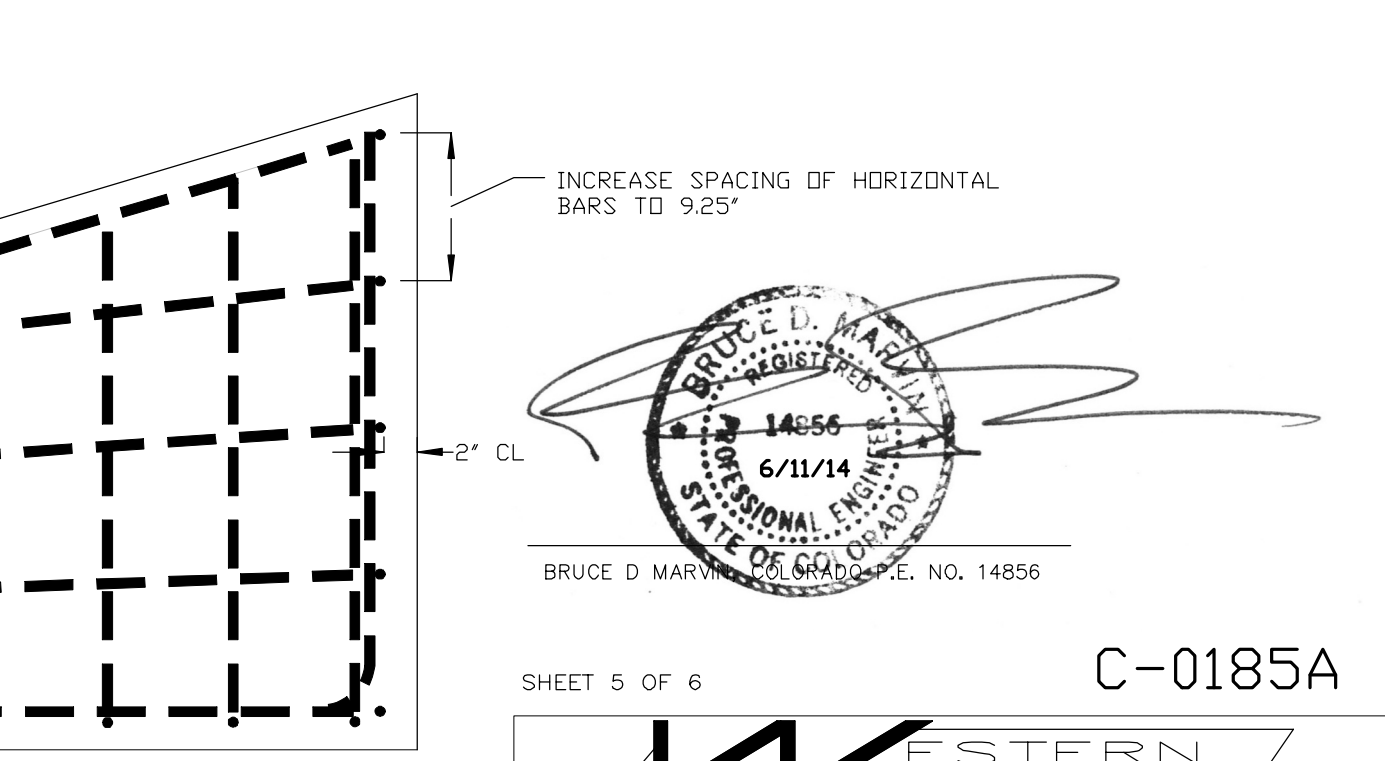 INCREASE SPACING OF HORIZONTAL
BARS TO 9.25"
2" CL
BRUCE D. MARVIN
REGISTERED
14856
6/11/14
PROFESSIONAL ENGINEER
STATE OF COLORADO
BRUCE D MARVIN, COLORADO P.E. NO. 14856
C-0185A
SHEET 5 OF 6
WESTERN